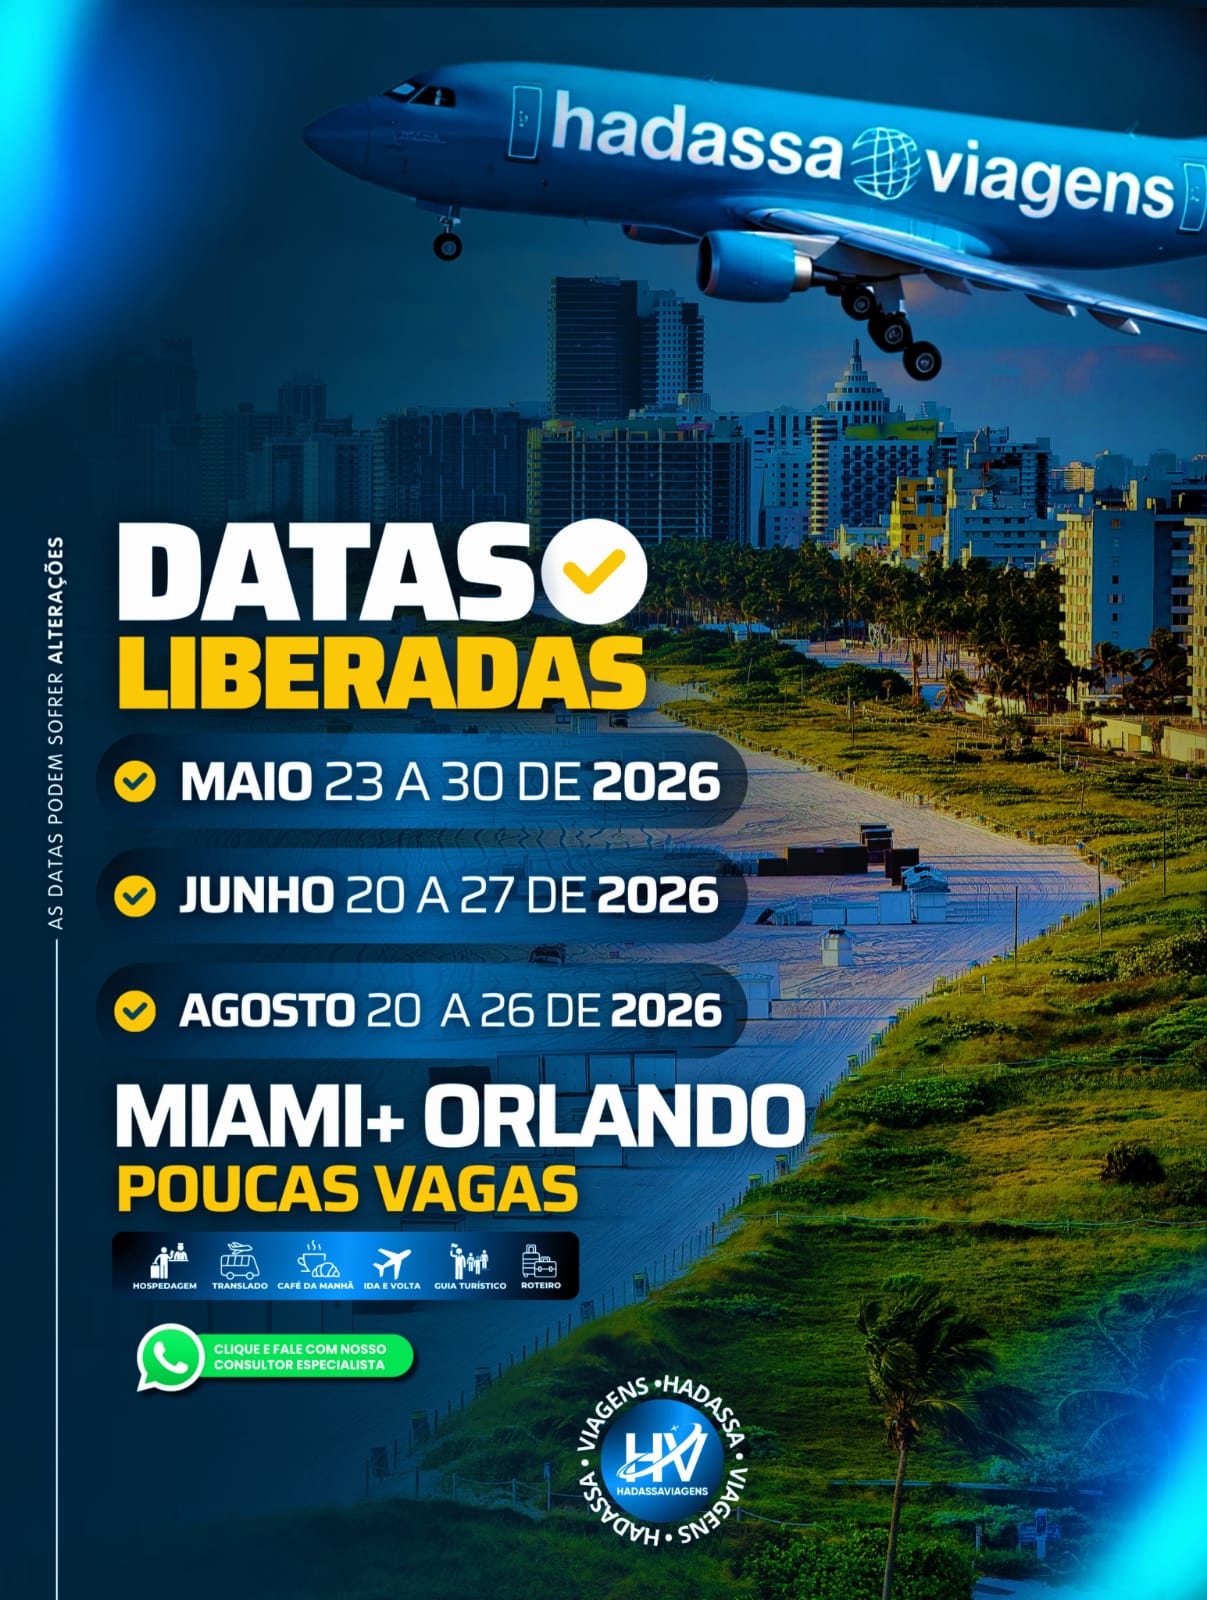 hadassa viagens
DATAS
LIBERADAS
MAIO 23 A 30 DE 2026
JUNHO 20 A 27 DE 2026
AGOSTO 20 A 26 DE 2026
MIAMI+ ORLANDO
POUCAS VAGAS
HOSPEDAGEM TRANSLADO CAFÉ DA MANHÃ IDA E VOLTA GUIA TURÍSTICO ROTEIRO
CLIQUE E FALE COM NOSSO
CONSULTOR ESPECIALISTA
AS DATAS PODEM SOFRER ALTERAÇÕES
HADASSA • VIAGENS • HADASSA • VIAGENS •
HV
HADASSAVIAGENS